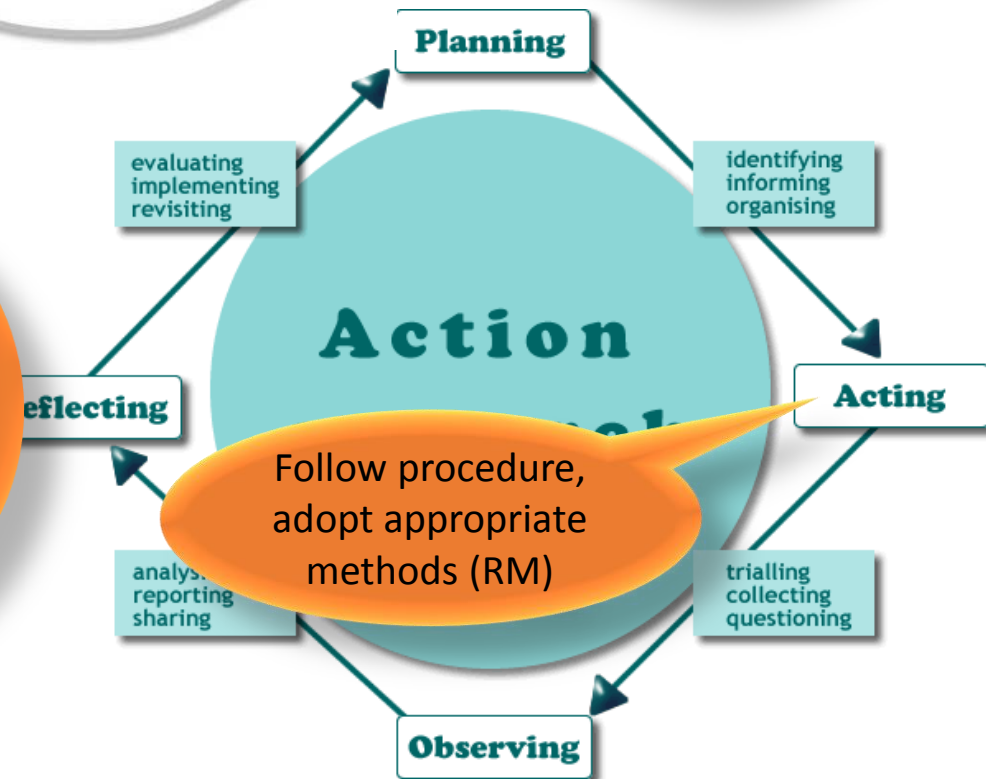 Planning
evaluating
implementing
revisiting
identifying
informing
organising
Action
eflecting
Acting
Follow procedure,
adopt appropriate
methods (RM)
analys
reporting
sharing
trialling
collecting
questioning
Observing